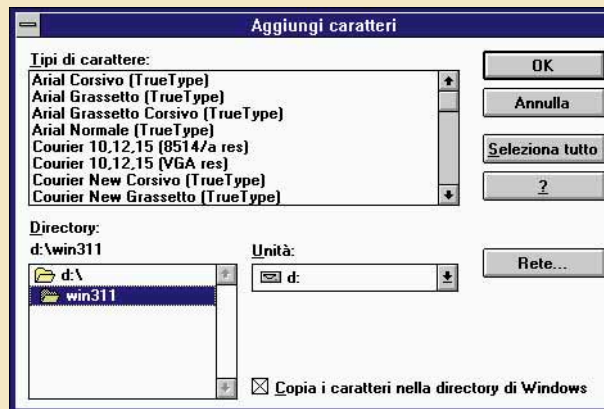 Aggiungi caratteri
Tipi di carattere:
Arial Corsivo (TrueType)
Arial Grassetto (TrueType)
Arial Grassetto Corsivo (TrueType)
Arial Normale (TrueType)
Courier 10,12,15 (8514/a res)
Courier 10,12,15 (VGA res)
Courier New Corsivo (TrueType)
Courier New Grassetto (TrueType)
OK
Annulla
Seleziona tutto
?
Directory:
d:\win311
d:\
win311
Unità:
d:
Rete...
Copia i caratteri nella directory di Windows